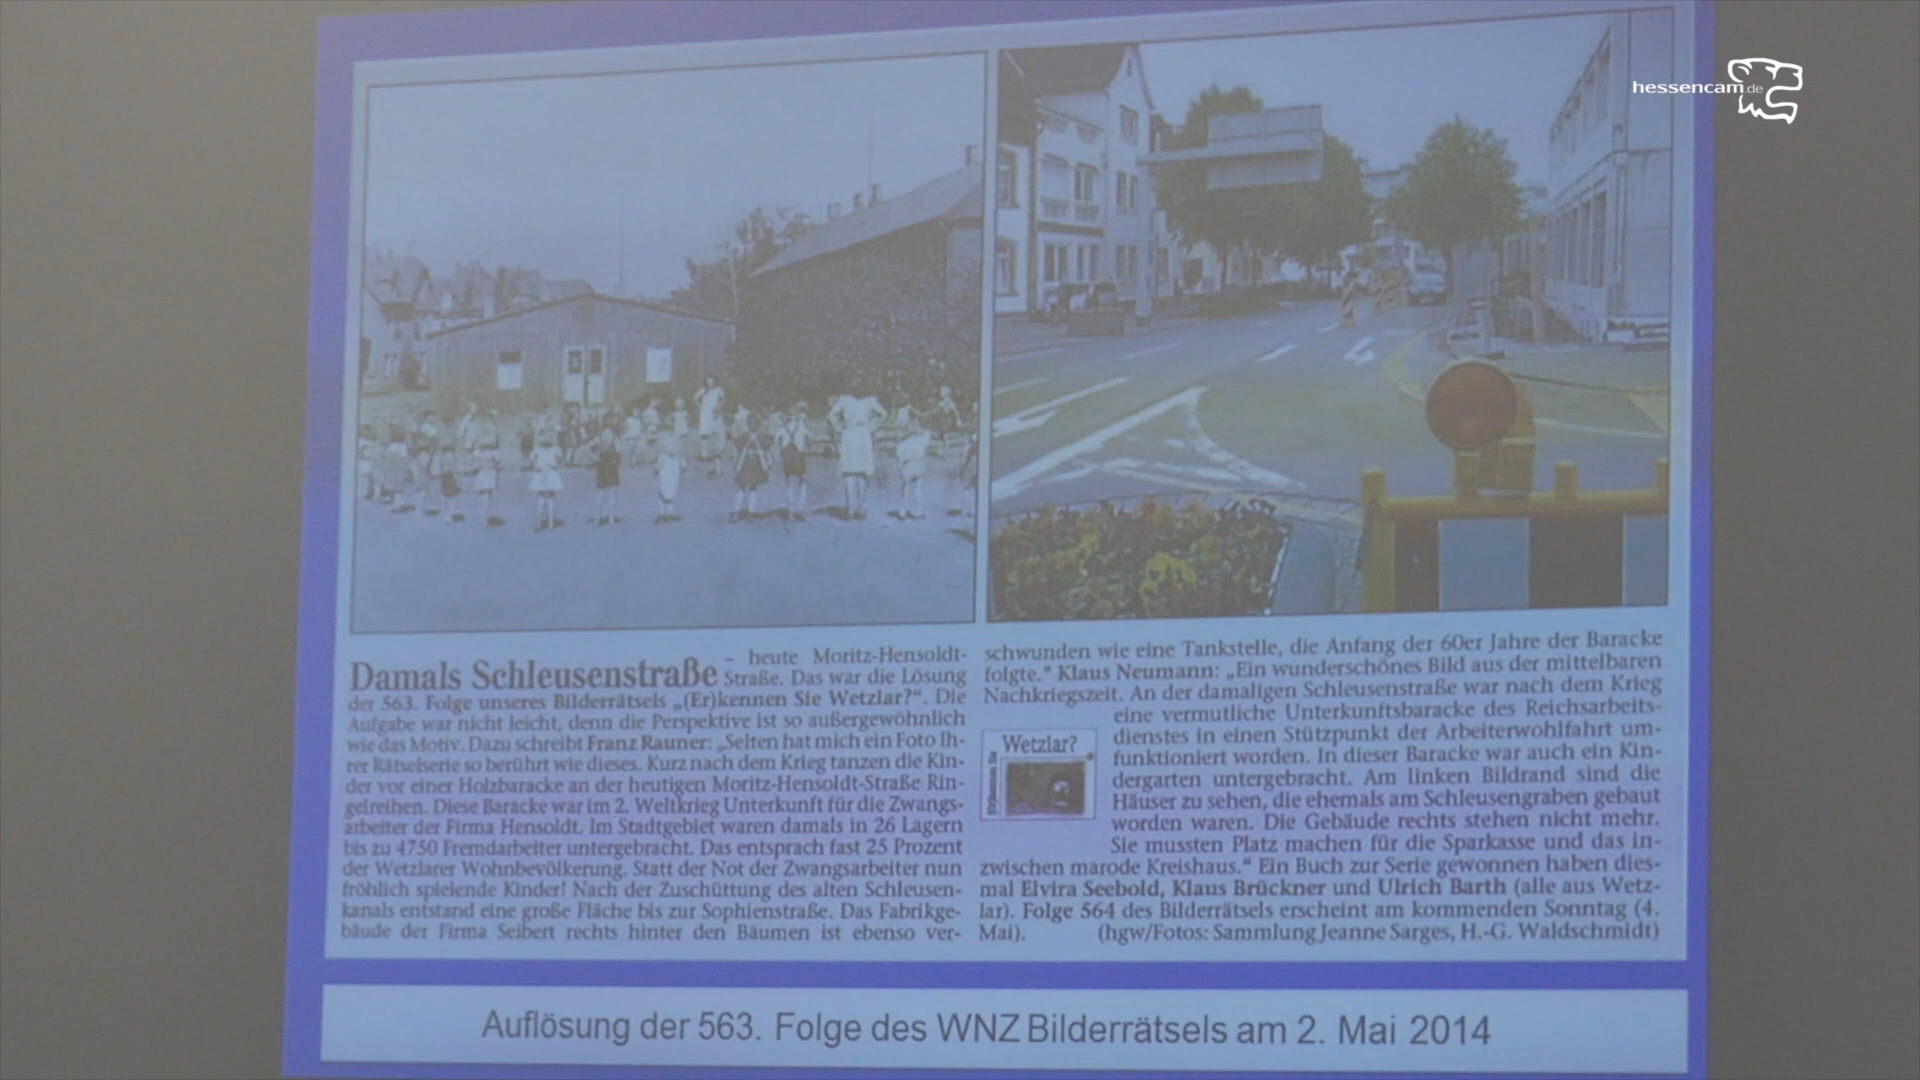 hessencam.de
Damals Schleusenstraße – heute Moritz-Hensoldt-
Straße. Das war die Lösung
der 563. Folge unseres Bilderrätsels „(Er)kennen Sie Wetzlar?“. Die
Aufgabe war nicht leicht, denn die Perspektive ist so außergewöhnlich
wie das Motiv. Dazu schreibt Franz Rauner: „Selten hat mich ein Foto Ih-
rer Rätselserie so berührt wie dieses. Kurz nach dem Krieg tanzen die Kin-
der vor einer Holzbaracke an der heutigen Moritz-Hensoldt-Straße Rin-
gelreihen. Diese Baracke war im 2. Weltkrieg Unterkunft für die Zwangs-
arbeiter der Firma Hensoldt. Im Stadtgebiet waren damals in 26 Lagern
bis zu 4750 Fremdarbeiter untergebracht. Das entsprach fast 25 Prozent
der Wetzlarer Wohnbevölkerung. Statt der Not der Zwangsarbeiter nun
fröhlich spielende Kinder! Nach der Zuschüttung des alten Schleusen-
kanals entstand eine große Fläche bis zur Sophienstraße. Das Fabrikge-
bäude der Firma Seibert rechts hinter den Bäumen ist ebenso ver-
schwunden wie eine Tankstelle, die Anfang der 60er Jahre der Baracke
folgte.“ Klaus Neumann: „Ein wunderschönes Bild aus der mittelbaren
Nachkriegszeit. An der damaligen Schleusenstraße war nach dem Krieg
eine vermutliche Unterkunftsbaracke des Reichsarbeits-
dienstes in einen Stützpunkt der Arbeiterwohlfahrt um-
funktioniert worden. In dieser Baracke war auch ein Kin-
dergarten untergebracht. Am linken Bildrand sind die
Häuser zu sehen, die ehemals am Schleusengraben gebaut
worden waren. Die Gebäude rechts stehen nicht mehr.
Sie mussten Platz machen für die Sparkasse und das in-
zwischen marode Kreishaus.“ Ein Buch zur Serie gewonnen haben dies-
mal Elvira Seebold, Klaus Brückner und Ulrich Barth (alle aus Wetz-
lar). Folge 564 des Bilderrätsels erscheint am kommenden Sonntag (4.
Mai). (hgw/Fotos: Sammlung Jeanne Sarges, H.-G. Waldschmidt)
Wetzlar?
Auflösung der 563. Folge des WNZ Bilderrätsels am 2. Mai 2014